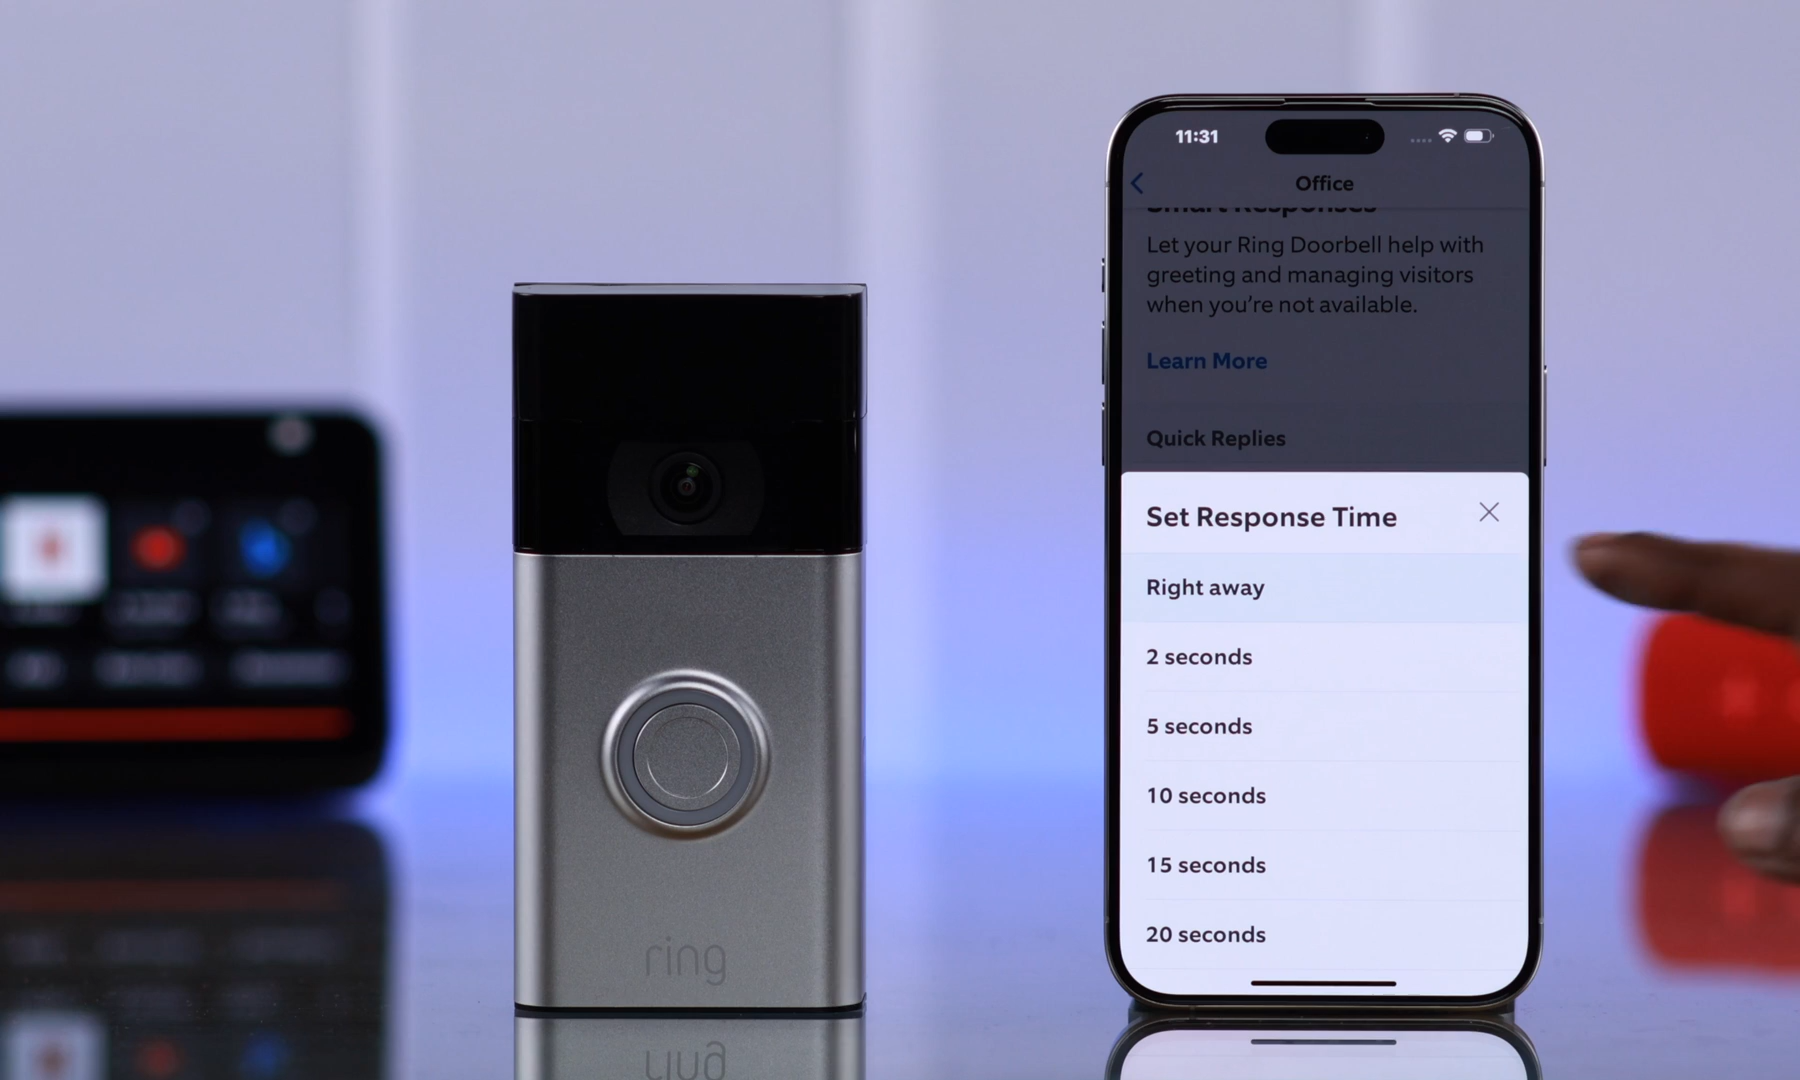 11:31
Office
Smart Responses
Let your Ring Doorbell help with
greeting and managing visitors
when you're not available.
Learn More
Quick Replies
Set Response Time
Right away
2 seconds
5 seconds
10 seconds
15 seconds
20 seconds
ring